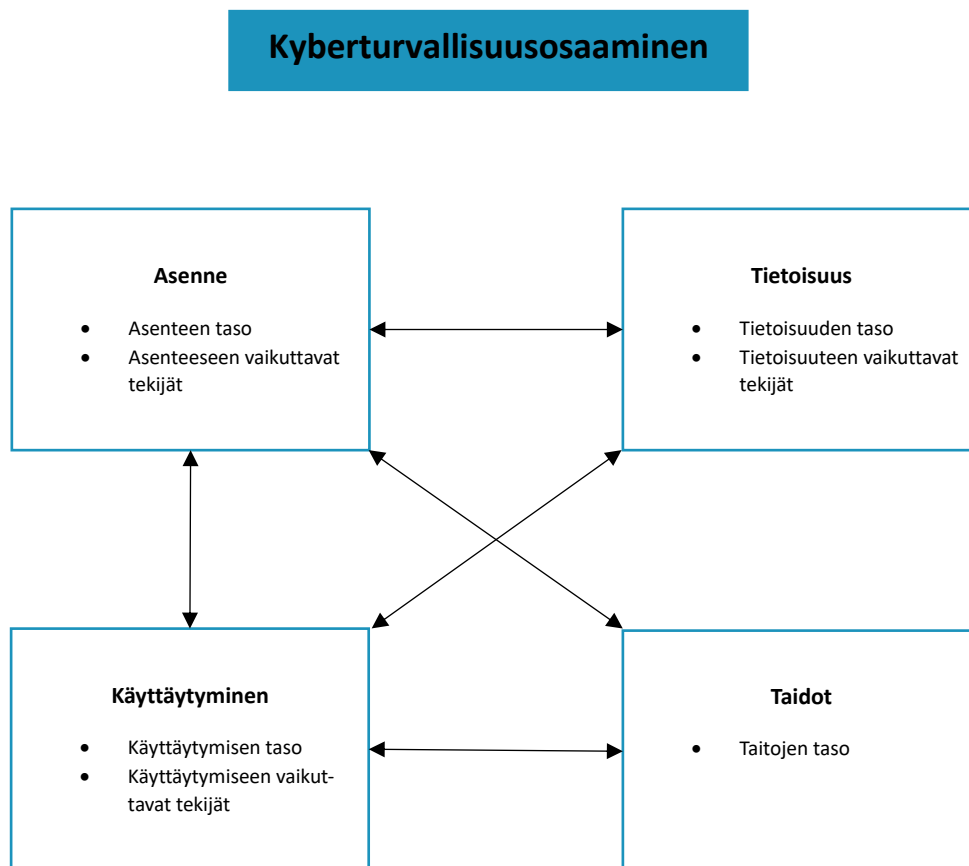 Kyberturvallisuusosaaminen
Asenne
• Asenteen taso
• Asenteeseen vaikuttavat
tekijät
Tietoisuus
• Tietoisuuden taso
• Tietoisuuteen vaikuttavat
tekijät
Käyttäytyminen
• Käyttäytymisen taso
• Käyttäytymiseen vaikut-
tavat tekijät
Taidot
• Taitojen taso